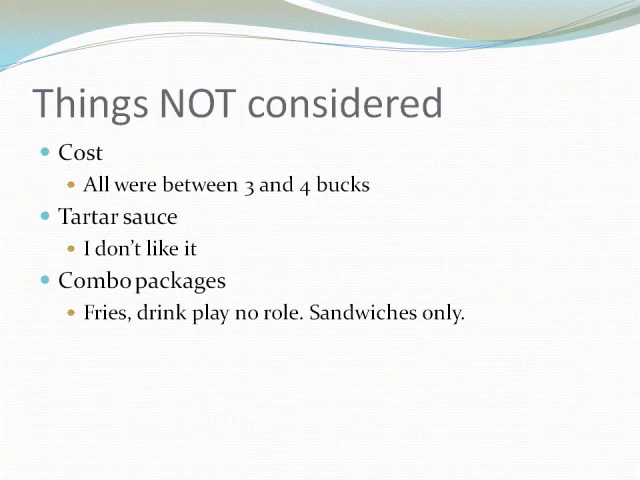 Things NOT considered
Cost
All were between 3 and 4 bucks
Tartar sauce
I don’t like it
Combo packages
Fries, drink play no role. Sandwiches only.